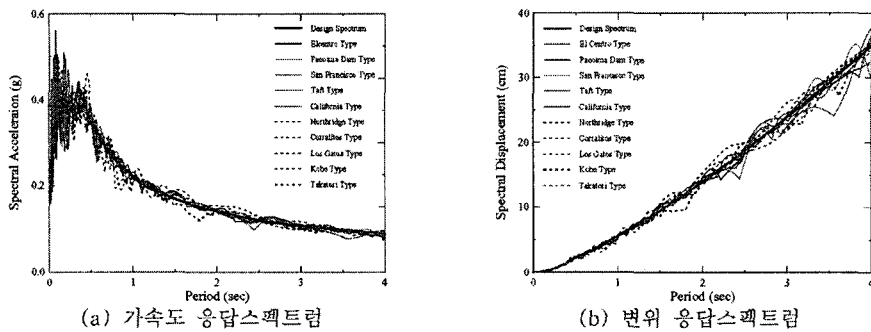 0.6
0.4
0.2
0.0
Spectral Acceleraion (g)
0 1 2 3 4
Period (sec)
Design Spectrum
Elcentro Type
Pacoima Dam Type
San Francisco Type
Taft Type
California Type
Northridge Type
Corralitos Type
Los Gatos Type
Kobe Type
Takatori Type
(a) 가속도 응답스펙트럼
40
30
20
10
0
Spectral Displacement (cm)
0 1 2 3 4
Period (sec)
Design Spectrum
El Centro Type
Pacoima Dam Type
San Francisco Type
Taft Type
California Type
Northridge Type
Corralitos Type
Los Gatos Type
Kobe Type
Takatori Type
(b) 변위 응답스펙트럼